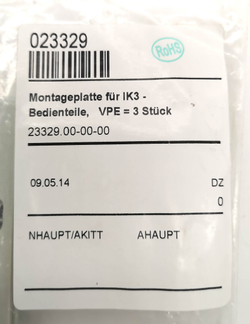 023329
RoHS
Montageplatte für IK3 -
Bedienteile, VPE = 3 Stück
23329.00-00-00
09.05.14 DZ
0
NHAUPT/AKITT AHAUPT